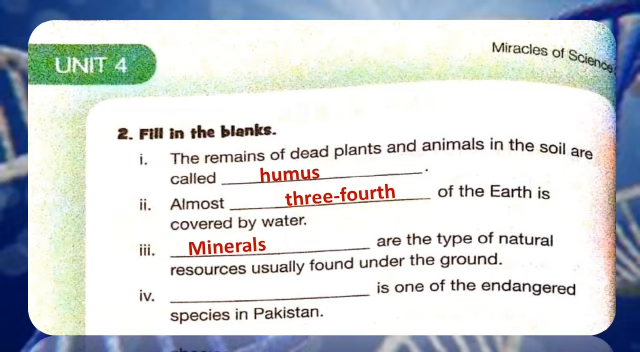 Miracles of Science
UNIT 4
2. Fill in the blanks.
i. The remains of dead plants and animals in the soil are
called humus.
ii. Almost three-fourth of the Earth is
covered by water.
iii. Minerals are the type of natural
resources usually found under the ground.
iv. ____________ is one of the endangered
species in Pakistan.